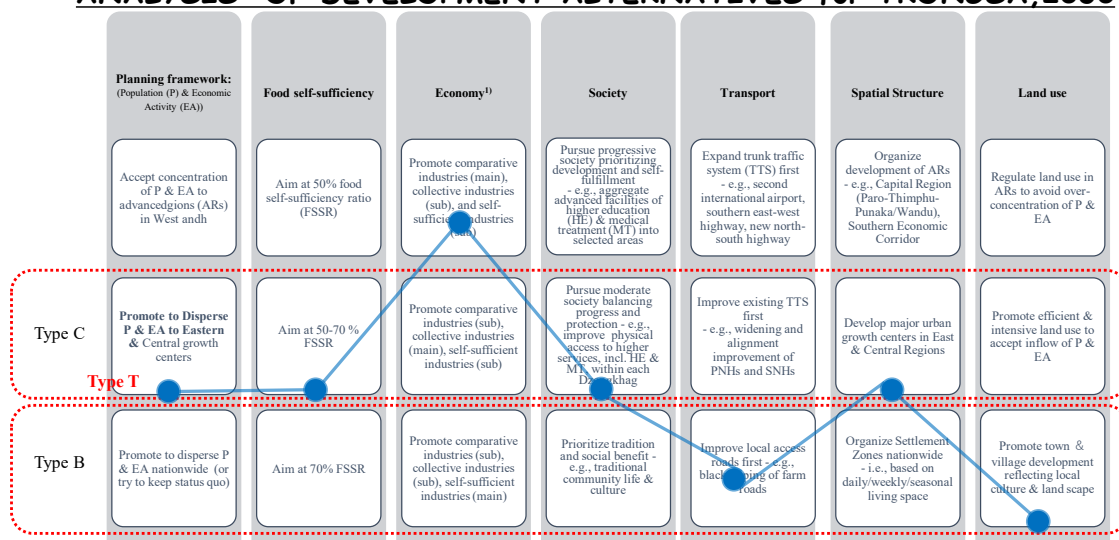 ANALYSIS OF DEVELOPMENT ALTERNATIVES for TRONGSA,2030
Planning framework:
(Population (P) & Economic
Activity (EA))
Food self-sufficiency
Economy1)
Society
Transport
Spatial Structure
Land use
Accept concentration
of P & EA to
advancedgions (ARs)
in West andh
Aim at 50% food
self-sufficiency ratio
(FSSR)
Promote comparative
industries (main),
collective industries
(sub), and self-
sufficient industries
(sub)
Pursue progressive
society prioritizing
development and self-
fulfillment
- e.g., aggregate
advanced facilities of
higher education
(HE) & medical
treatment (MT) into
selected areas
Expand trunk traffic
system (TTS) first
- e.g., second
international airport,
southern east-west
highway, new north-
south highway
Organize
development of ARs
- e.g., Capital Region
(Paro-Thimphu-
Punaka/Wandu),
Southern Economic
Corridor
Regulate land use in
ARs to avoid over-
concentration of P &
EA
Type C
Promote to Disperse
P & EA to Eastern
& Central growth
centers
Aim at 50-70 %
FSSR
Promote comparative
industries (sub),
collective industries
(main), self-sufficient
industries (sub)
Pursue moderate
society balancing
progress and
protection - e.g.,
improve physical
access to higher
services, incl. HE &
MT, within each
Dzongkhag
Improve existing TTS
first
- e.g., widening and
alignment
improvement of
PNHs and SNHs
Develop major urban
growth centers in East
& Central Regions
Promote efficient &
intensive land use to
accept inflow of P &
EA
Type T
Type B
Promote to disperse P
& EA nationwide (or
try to keep status quo)
Aim at 70% FSSR
Promote comparative
industries (sub),
collective industries
(sub), self-sufficient
industries (main)
Prioritize tradition
and social benefit -
e.g., traditional
community life &
culture
Improve local access
roads first - e.g.,
blacktopping of farm
roads
Organize Settlement
Zones nationwide
- i.e., based on
daily/weekly/seasonal
living space
Promote town &
village development
reflecting local
culture & land scape